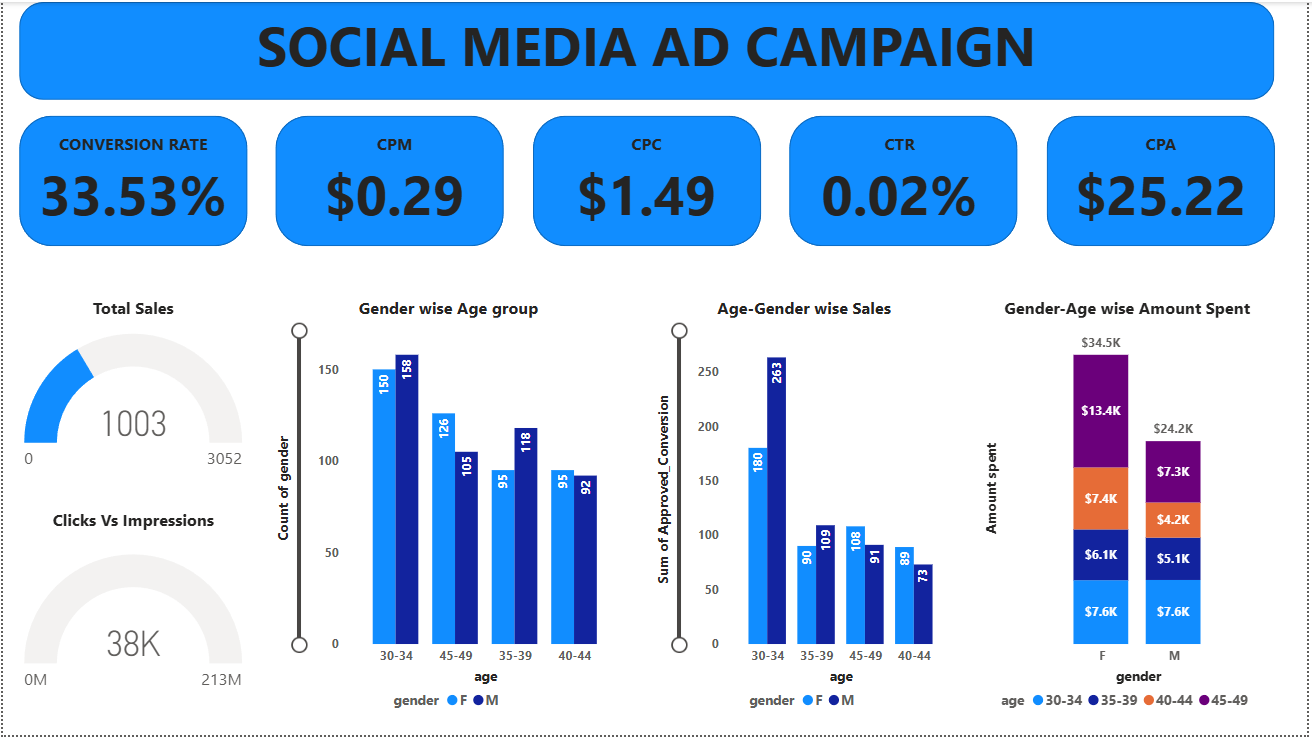 SOCIAL MEDIA AD CAMPAIGN
CONVERSION RATE
33.53%
CPM
$0.29
CPC
$1.49
CTR
0.02%
CPA
$25.22
Total Sales
1003
0
3052
Clicks Vs Impressions
38K
0M
213M
Gender wise Age group
Count of gender
150
100
50
0
150
158
126
105
95
118
95
92
30-34
45-49
35-39
40-44
age
gender F M
Age-Gender wise Sales
Sum of Approved_Conversion
250
200
150
100
50
0
180
263
90
109
108
91
89
73
30-34
35-39
45-49
40-44
age
gender F M
Gender-Age wise Amount Spent
Amount spent
$34.5K
$13.4K
$7.4K
$6.1K
$7.6K
$24.2K
$7.3K
$4.2K
$5.1K
$7.6K
F
M
gender
age 30-34 35-39 40-44 45-49